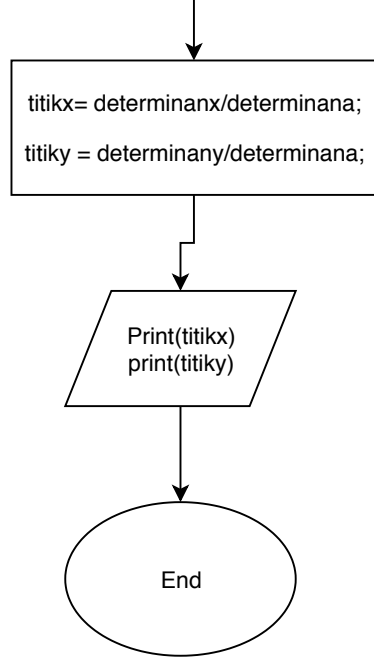 titikx= determinanx/determinana;
titiky = determinany/determinana;
Print(titikx)
print(titiky)
End